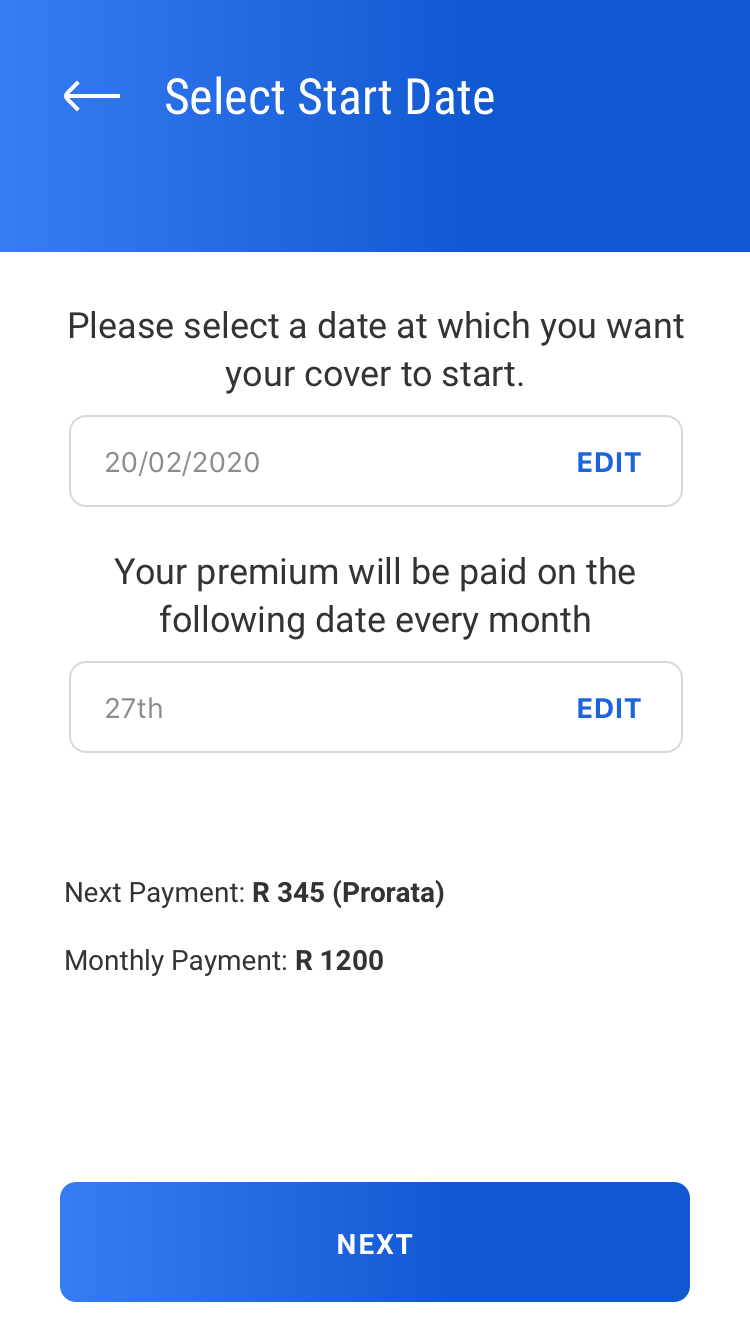 Select Start Date
Please select a date at which you want
your cover to start.
20/02/2020 EDIT
Your premium will be paid on the
following date every month
27th EDIT
Next Payment: R 345 (Prorata)
Monthly Payment: R 1200
NEXT